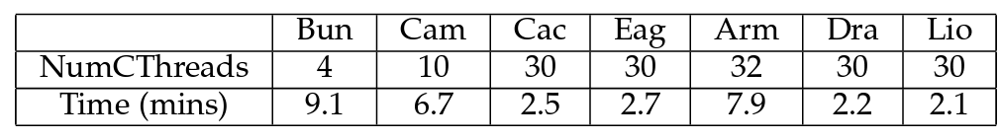 Bun Cam Cac Eag Arm Dra Lio
NumCThreads 4 10 30 30 32 30 30
Time (mins) 9.1 6.7 2.5 2.7 7.9 2.2 2.1